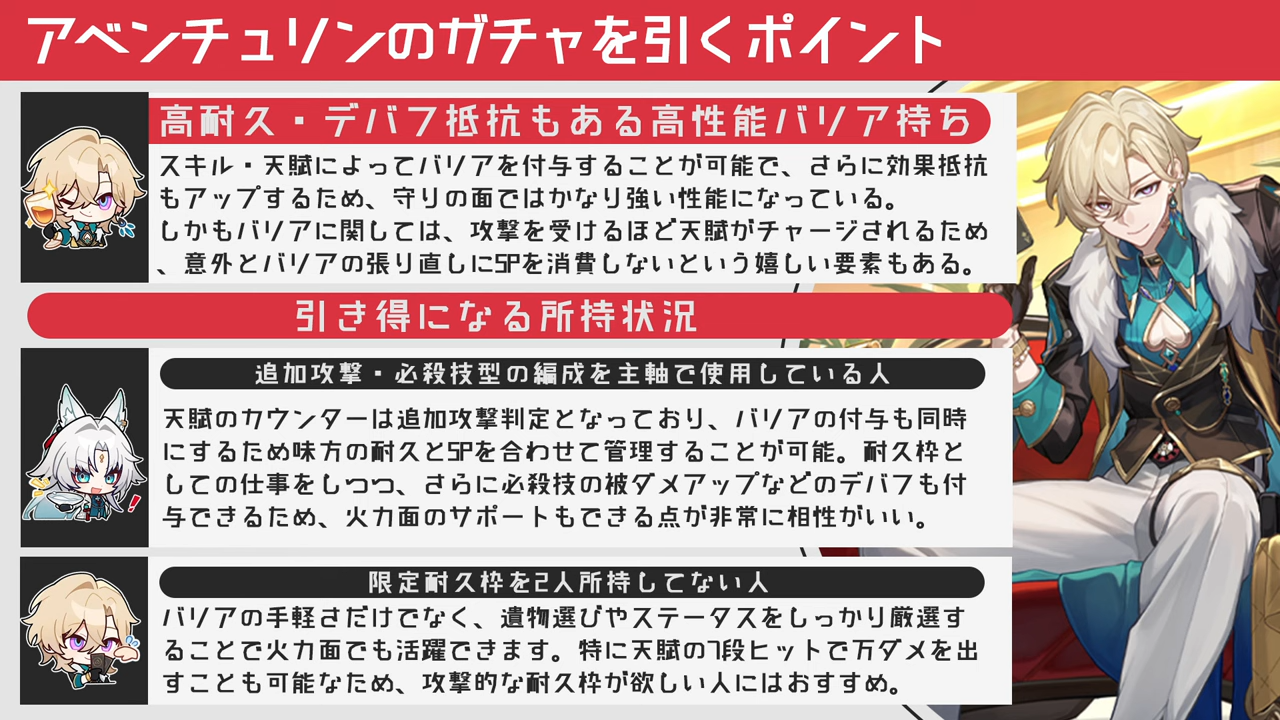 アベンチュリンのガチャを引くポイント
高耐久・デバフ抵抗もある高性能バリア持ち
スキル・天賦によってバリアを付与することが可能で、さらに効果抵抗
もアップするため、守りの面ではかなり強い性能になっている。
しかもバリアに関しては、攻撃を受けるほど天賦がチャージされるため
、意外とバリアの張り直しにSPを消費しないという嬉しい要素もある。
引き得になる所持状況
追加攻撃・必殺技型の編成を主軸で使用している人
天賦のカウンターは追加攻撃判定となっており、バリアの付与も同時
にするため味方の耐久とSPを合わせて管理することが可能。耐久枠と
しての仕事をしつつ、さらに必殺技の被ダメアップなどのデバフも付
与できるため、火力面のサポートもできる点が非常に相性がいい。
限定耐久枠を2人所持してない人
バリアの手軽さだけでなく、遺物選びやステータスをしっかり厳選す
ることで火力面でも活躍できます。特に天賦の7段ヒットで万ダメを出
すことも可能なため、攻撃的な耐久枠が欲しい人にはおすすめ。